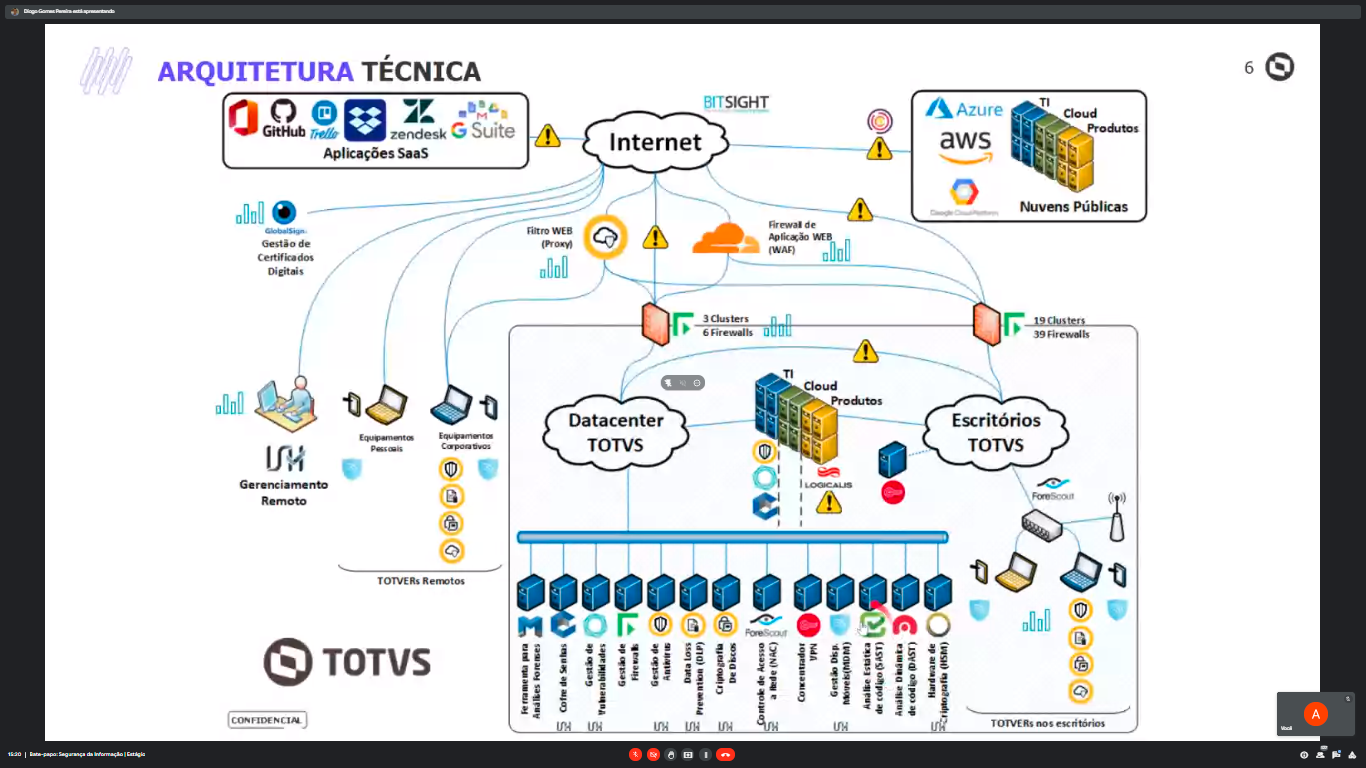 Diogo Gomes Pereira está apresentando
ARQUITETURA TÉCNICA
6
GitHub
Trello
zendesk
G Suite
Aplicações SaaS
Internet
BITSIGHT
Azure
aws
Google Cloud Platform
TI
Cloud
Produtos
Nuvens Públicas
GlobalSign
Gestão de
Certificados
Digitais
Filtro WEB
(Proxy)
Firewall de
Aplicação WEB
(WAF)
3 Clusters
6 Firewalls
19 Clusters
39 Firewalls
Gerenciamento
Remoto
Equipamentos
Pessoais
Equipamentos
Corporativos
TOTVERs Remotos
Datacenter
TOTVS
TI
Cloud
Produtos
LOGICALIS
Escritórios
TOTVS
ForeScout
ForeScout
Ferramenta para
Análises Forenses
Cofre de Senhas
Gestão de
Vulnerabilidades
Gestão de
Firewalls
Gestão de
Antivirus
Data Loss
Prevention (DLP)
Criptografia
De Discos
Controle de Acesso
a Rede (NAC)
Concentrador
VPN
Gestão Disp.
Móveis(MDM)
Análise Estática
de código (SAST)
Análise Dinâmica
de código (DAST)
Hardware de
Criptografia (HSM)
TOTVERs nos escritórios
TOTVS
CONFIDENCIAL
A
Você
15:20 | Bate-papo: Segurança da Informação | Estágio